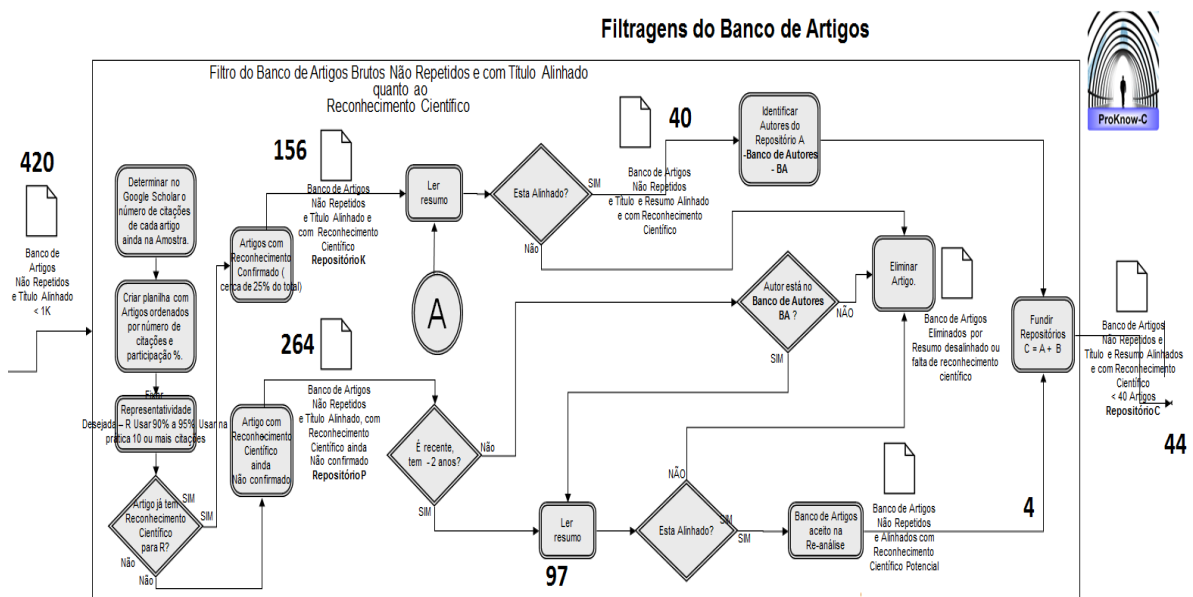 Filtragens do Banco de Artigos
ProKnow-C
Filtro do Banco de Artigos Brutos Não Repetidos e com Título Alinhado
quanto ao
Reconhecimento Científico
420
Banco de
Artigos
Não Repetidos
e Título Alinhado
< 1K
Determinar no
Google Scholar o
número de citações
de cada artigo
ainda na Amostra.
Criar planilha com
Artigos ordenados
por número de
citações e
participação %.
Fixar
Representatividade
Desejada – R Usar 90% a 95% Usar na
prática 10 ou mais citações
Artigo já tem
Reconhecimento
Científico
para R?
SIM
SIM
Não
Não
156
Banco de Artigos
Não Repetidos
e Título Alinhado e
com Reconhecimento
Científico
Repositório K
Artigos com
Reconhecimento
Confirmado (
cerca de 25% do total)
264
Banco de Artigos
Não Repetidos
e Título Alinhado, com
Reconhecimento
Científico ainda
Não confirmado
Repositório P
Artigo com
Reconhecimento
Científico
ainda
Não confirmado
Ler
resumo
A
É recente,
tem - 2 anos?
Não
SIM
Esta Alinhado?
SIM
Não
40
Banco de Artigos
Não Repetidos
e Título e Resumo Alinhado
e com Reconhecimento
Científico
Identificar
Autores do
Repositório A
-Banco de Autores
- BA
Autor está no
Banco de Autores
BA ?
NÃO
SIM
Eliminar
Artigo.
Banco de Artigos
Eliminados por
Resumo desalinhado ou
falta de reconhecimento
científico
Ler
resumo
97
Esta Alinhado?
NÃO
SIM
SIM
Banco de Artigos
aceito na
Re-análise
Banco de Artigos
Não Repetidos
e Alinhados com
Reconhecimento
Científico Potencial
4
Fundir
Repositórios
C = A + B
Banco de Artigos
Não Repetidos e
Título e Resumo Alinhados
e com Reconhecimento
Científico
< 40 Artigos
Repositório C
44